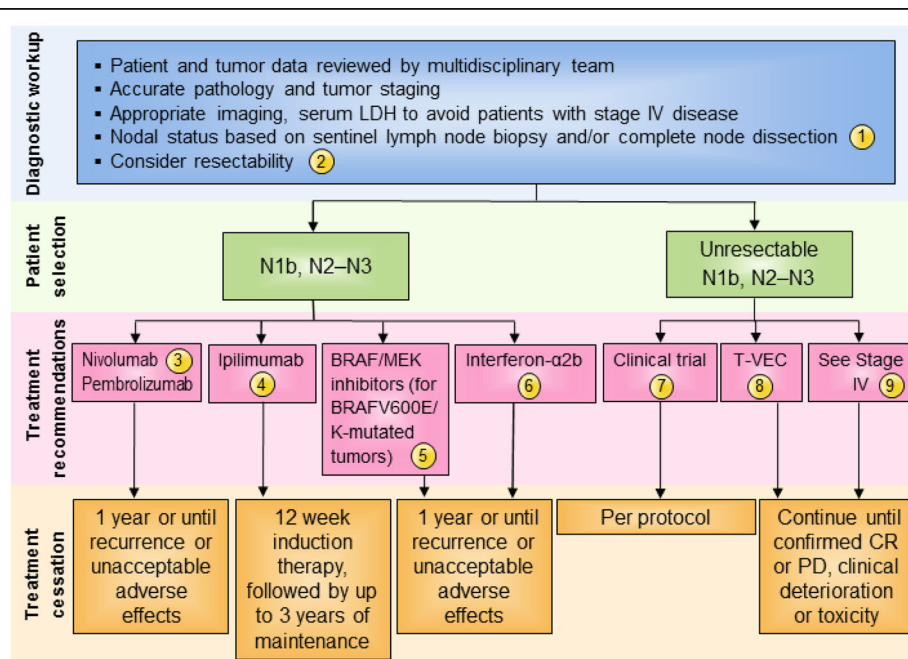 Diagnostic workup
▪ Patient and tumor data reviewed by multidisciplinary team
▪ Accurate pathology and tumor staging
▪ Appropriate imaging, serum LDH to avoid patients with stage IV disease
▪ Nodal status based on sentinel lymph node biopsy and/or complete node dissection 1
▪ Consider resectability 2
Patient
selection
N1b, N2–N3
Unresectable
N1b, N2–N3
Treatment
recommendations
Nivolumab 3
Pembrolizumab
Ipilimumab
4
BRAF/MEK
inhibitors (for
BRAFV600E/
K-mutated
tumors) 5
Interferon-α2b
6
Clinical trial
7
T-VEC
8
See Stage
IV 9
Treatment
cessation
1 year or until
recurrence or
unacceptable
adverse
effects
12 week
induction
therapy,
followed by up
to 3 years of
maintenance
1 year or until
recurrence or
unacceptable
adverse
effects
Per protocol
Continue until
confirmed CR
or PD, clinical
deterioration
or toxicity